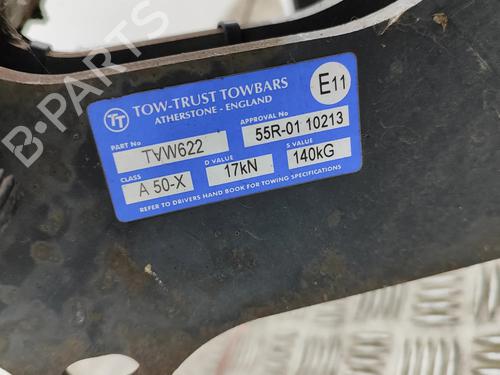 TT TOW-TRUST TOWBARS
ATHERSTONE - ENGLAND
E11
PART No
TVW622
APPROVAL No
55R-01 10213
CLASS
A 50-X
D VALUE
17kN
S VALUE
140kG
REFER TO DRIVERS HAND BOOK FOR TOWING SPECIFICATIONS
B-PARTS